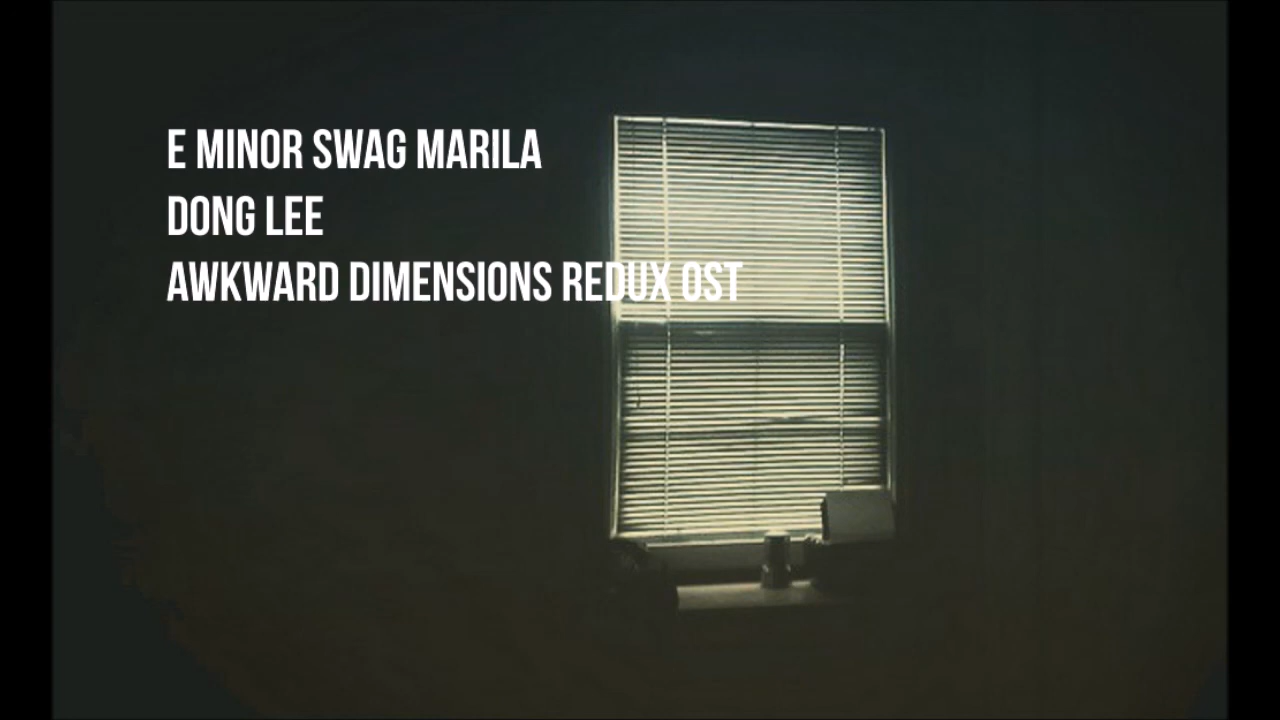 E MINOR SWAG MARILA
DONG LEE
AWKWARD DIMENSIONS REDUX OST